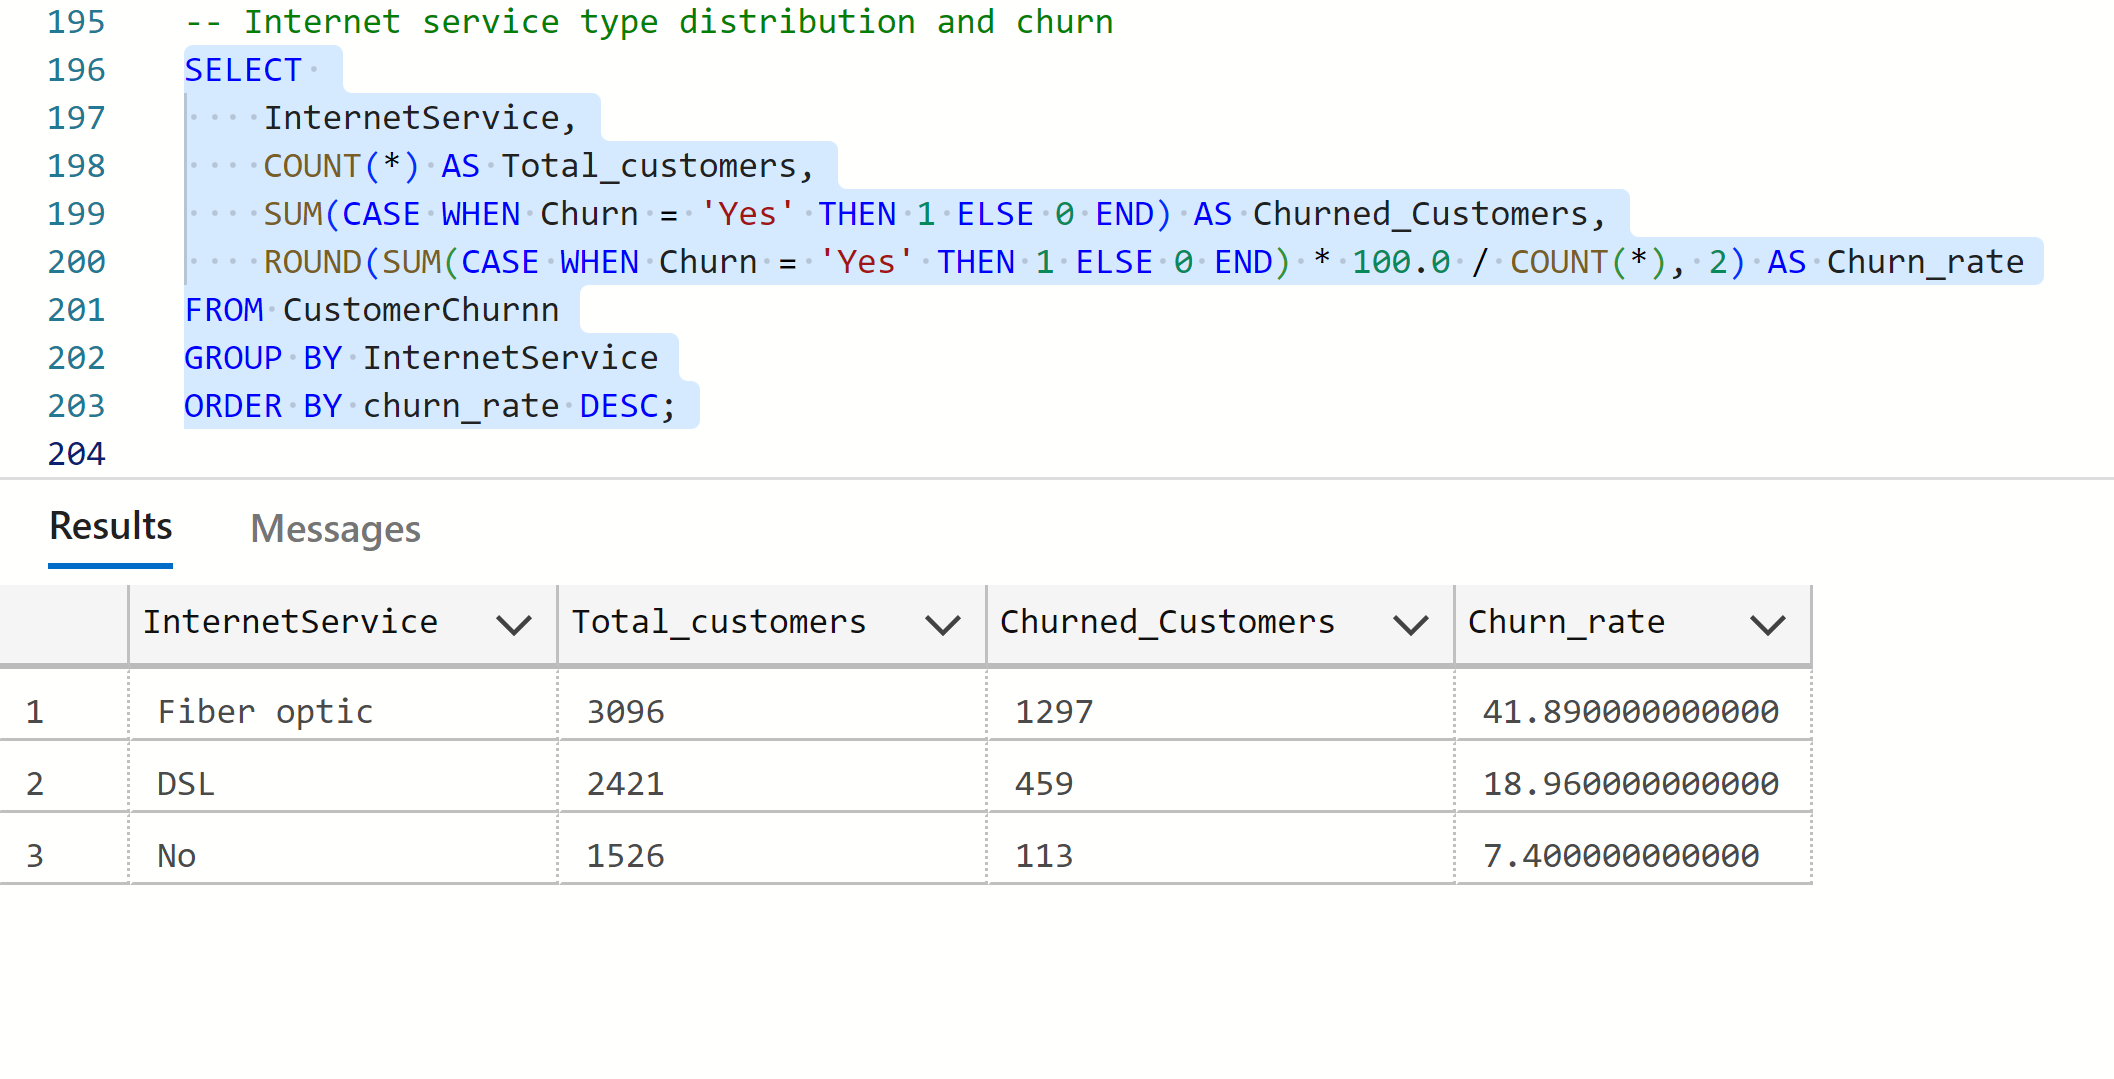 195 -- Internet service type distribution and churn
196 SELECT
197 InternetService,
198 COUNT(*) AS Total_customers,
199 SUM(CASE WHEN Churn = 'Yes' THEN 1 ELSE 0 END) AS Churned_Customers,
200 ROUND(SUM(CASE WHEN Churn = 'Yes' THEN 1 ELSE 0 END) * 100.0 / COUNT(*), 2) AS Churn_rate
201 FROM CustomerChurnn
202 GROUP BY InternetService
203 ORDER BY churn_rate DESC;
204
Results Messages
InternetService Total_customers Churned_Customers Churn_rate
1 Fiber optic 3096 1297 41.890000000000
2 DSL 2421 459 18.960000000000
3 No 1526 113 7.400000000000